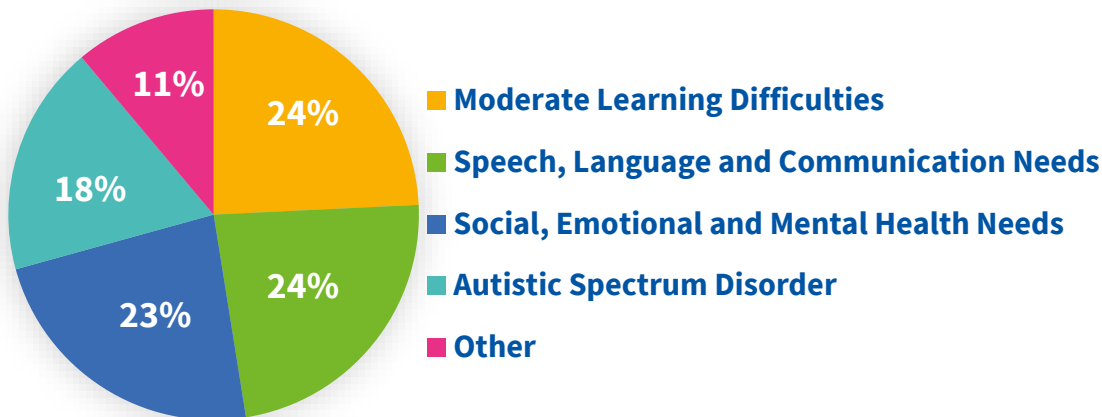 11%
24%
18%
23%
24%
Moderate Learning Difficulties
Speech, Language and Communication Needs
Social, Emotional and Mental Health Needs
Autistic Spectrum Disorder
Other